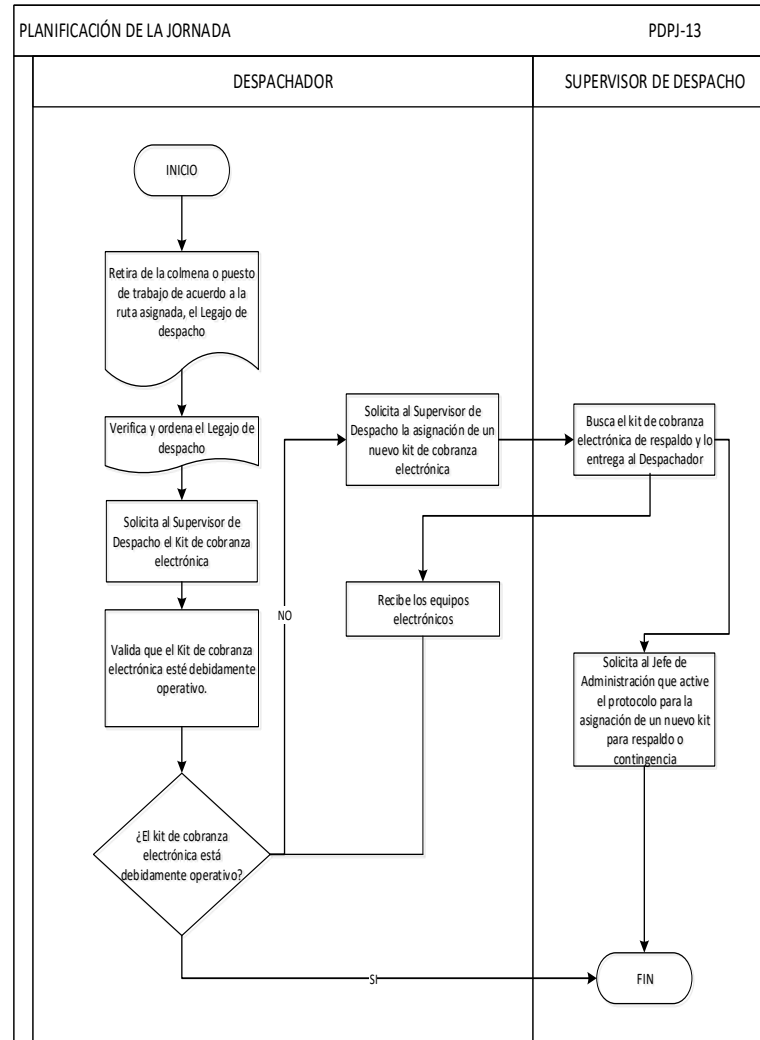 PLANIFICACIÓN DE LA JORNADA
PDPJ-13
DESPACHADOR
SUPERVISOR DE DESPACHO
INICIO
Retira de la colmena o puesto
de trabajo de acuerdo a la
ruta asignada, el Legajo de
despacho
Verifica y ordena el Legajo de
despacho
Solicita al Supervisor de
Despacho el Kit de cobranza
electrónica
Valida que el Kit de cobranza
electrónica esté debidamente
operativo.
¿El kit de cobranza
electrónica está
debidamente operativo?
NO
Solicita al Supervisor de
Despacho la asignación de un
nuevo kit de cobranza
electrónica
Busca el kit de cobranza
electrónica de respaldo y lo
entrega al Despachador
Recibe los equipos
electrónicos
Solicita al Jefe de
Administración que active
el protocolo para la
asignación de un nuevo kit
para respaldo o
contingencia
SI
FIN